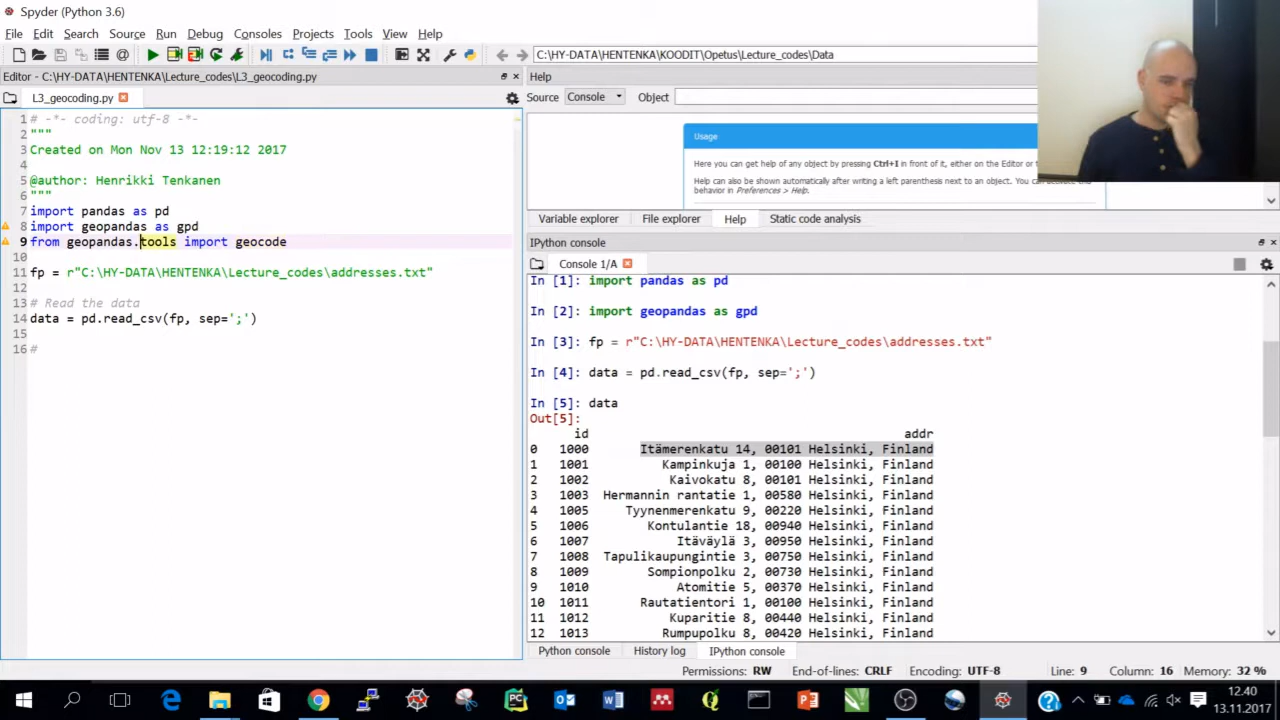 Spyder (Python 3.6)
File Edit Search Source Run Debug Consoles Projects Tools View Help
C:\HY-DATA\HENTENKA\KOODIT\Opetus\Lecture_codes\Data
Editor - C:\HY-DATA\HENTENKA\Lecture_codes\L3_geocoding.py
L3_geocoding.py
1 # -*- coding: utf-8 -*-
2 """
3 Created on Mon Nov 13 12:19:12 2017
4
5 @author: Henrikki Tenkanen
6 """
7 import pandas as pd
8 import geopandas as gpd
9 from geopandas.tools import geocode
10
11 fp = r"C:\HY-DATA\HENTENKA\Lecture_codes\addresses.txt"
12
13 # Read the data
14 data = pd.read_csv(fp, sep=';')
15
16 #
Help
Source Console Object
Usage
Here you can get help of any object by pressing Ctrl+I in front of it, either on the Editor or
Help can also be shown automatically after writing a left parenthesis next to an object. You can activate this
behavior in Preferences > Help.
Variable explorer File explorer Help Static code analysis
IPython console
Console 1/A
In [1]: import pandas as pd
In [2]: import geopandas as gpd
In [3]: fp = r"C:\HY-DATA\HENTENKA\Lecture_codes\addresses.txt"
In [4]: data = pd.read_csv(fp, sep=';')
In [5]: data
Out[5]:
id addr
0 1000 Itämerenkatu 14, 00101 Helsinki, Finland
1 1001 Kampinkuja 1, 00100 Helsinki, Finland
2 1002 Kaivokatu 8, 00101 Helsinki, Finland
3 1003 Hermannin rantatie 1, 00580 Helsinki, Finland
4 1005 Tyynenmerenkatu 9, 00220 Helsinki, Finland
5 1006 Kontulantie 18, 00940 Helsinki, Finland
6 1007 Itäväylä 3, 00950 Helsinki, Finland
7 1008 Tapulikaupungintie 3, 00750 Helsinki, Finland
8 1009 Sompionpolku 2, 00730 Helsinki, Finland
9 1010 Atomitie 5, 00370 Helsinki, Finland
10 1011 Rautatientori 1, 00100 Helsinki, Finland
11 1012 Kuparitie 8, 00440 Helsinki, Finland
12 1013 Rumpupolku 8, 00420 Helsinki, Finland
Python console History log IPython console
Permissions: RW End-of-lines: CRLF Encoding: UTF-8 Line: 9 Column: 16 Memory: 32 %
12.40
13.11.2017